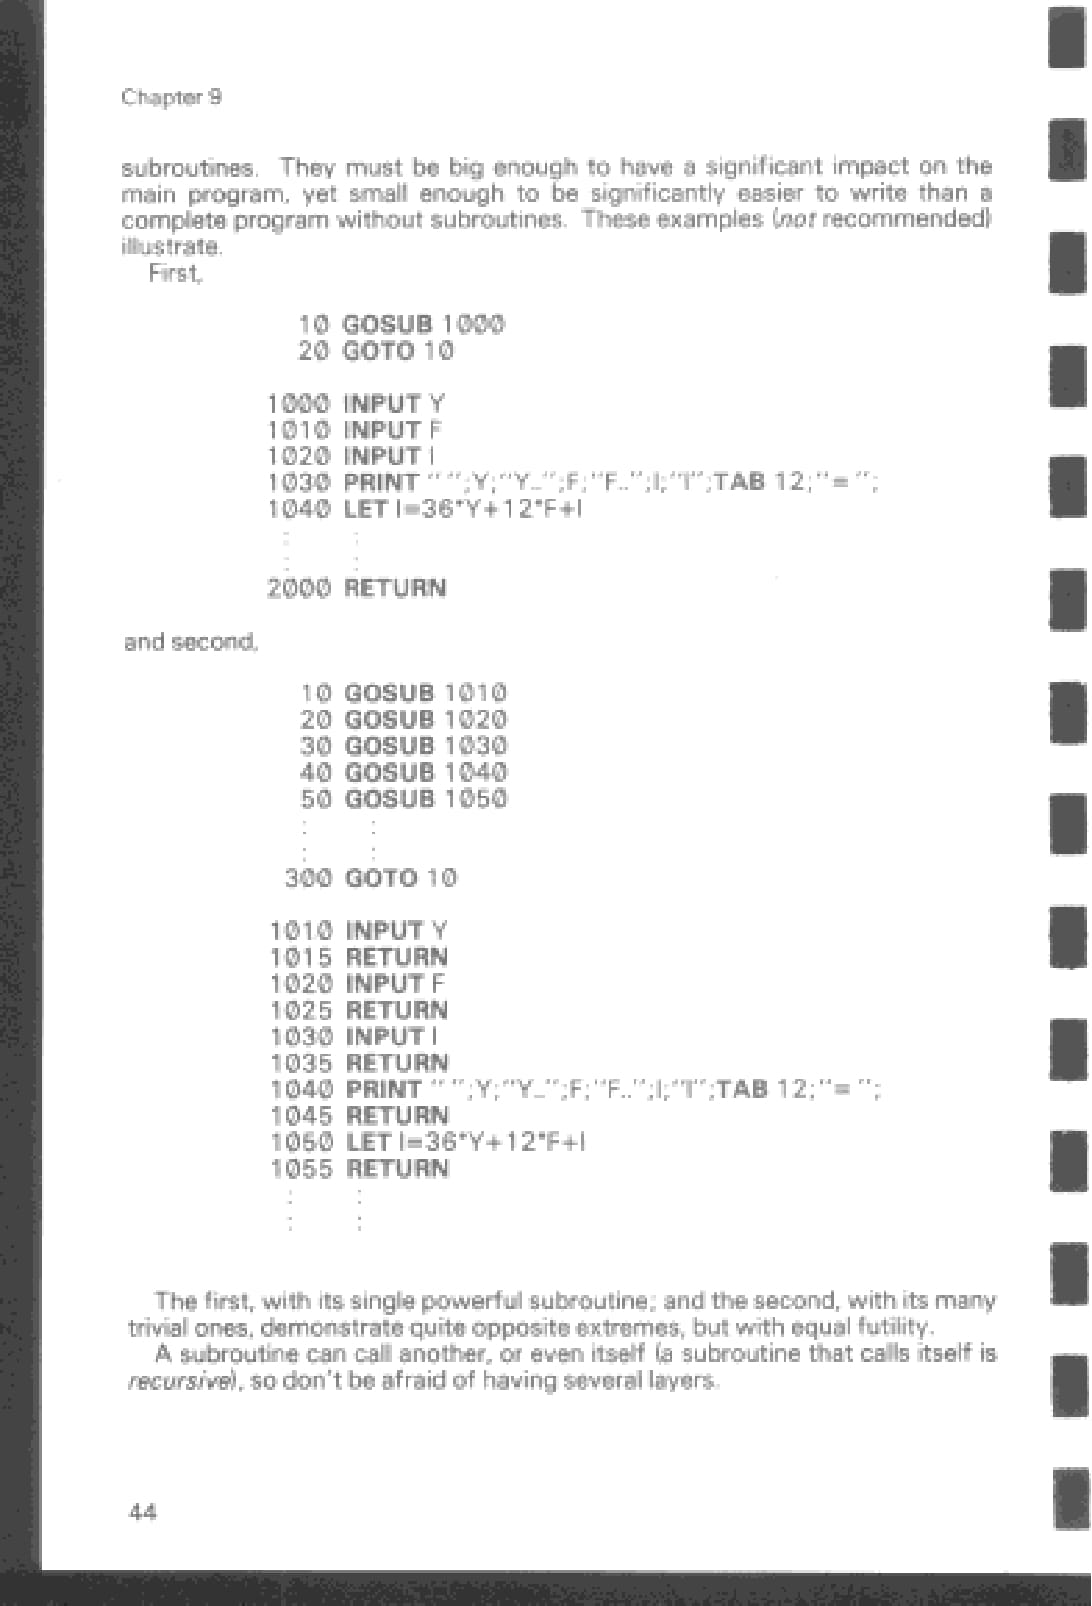 Chapter 9
subroutines. They must be big enough to have a significant impact on the
main program, yet small enough to be significantly easier to write than a
complete program without subroutines. These examples (not recommended)
illustrate.
First,
10 GOSUB 1000
20 GOTO 10
1000 INPUT Y
1010 INPUT F
1020 INPUT I
1030 PRINT “ ”;Y;“Y..”;F;“F..”;I;“I”;TAB 12;“= ”;
1040 LET I=36*Y+12*F+I
: :
: :
2000 RETURN
and second,
10 GOSUB 1010
20 GOSUB 1020
30 GOSUB 1030
40 GOSUB 1040
50 GOSUB 1050
: :
: :
300 GOTO 10
1010 INPUT Y
1015 RETURN
1020 INPUT F
1025 RETURN
1030 INPUT I
1035 RETURN
1040 PRINT “ ”;Y;“Y..”;F;“F..”;I;“I”;TAB 12;“= ”;
1045 RETURN
1050 LET I=36*Y+12*F+I
1055 RETURN
: :
: :
The first, with its single powerful subroutine; and the second, with its many
trivial ones, demonstrate quite opposite extremes, but with equal futility.
A subroutine can call another, or even itself (a subroutine that calls itself is
recursive), so don't be afraid of having several layers.
44